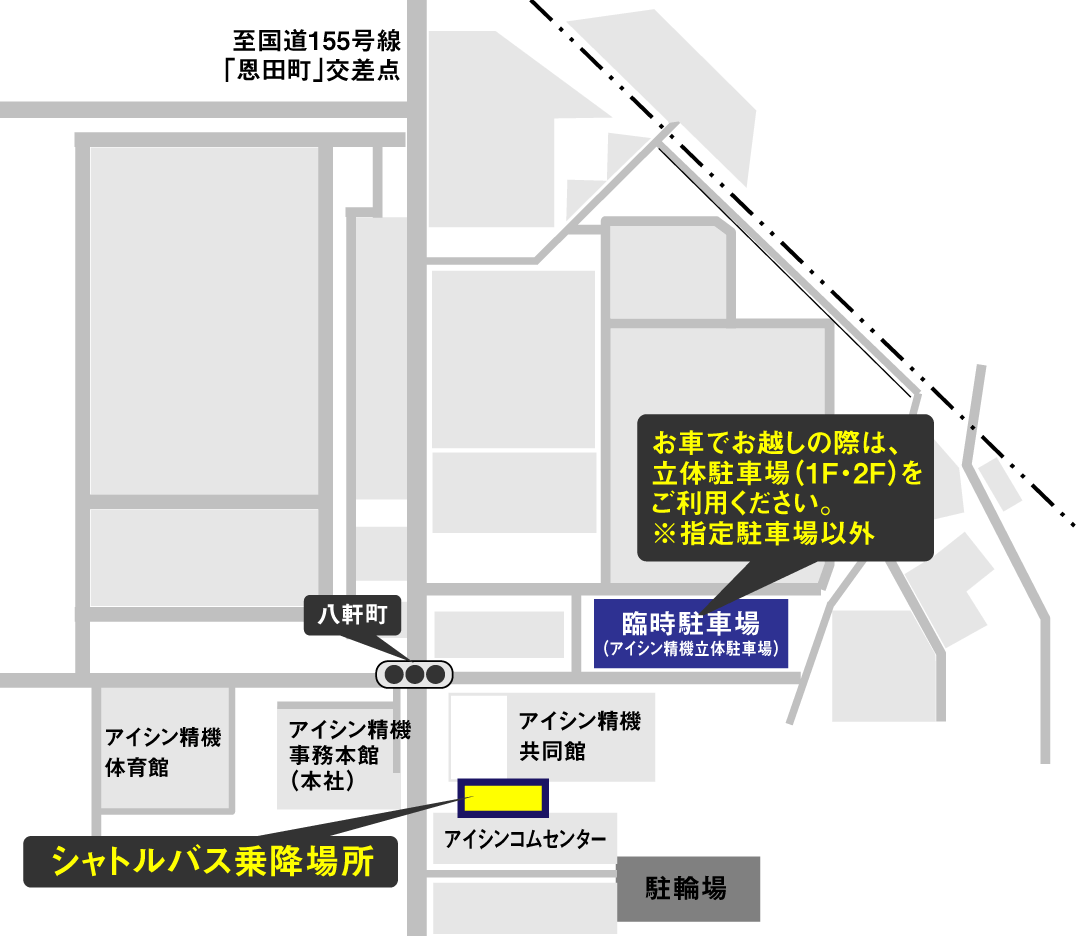 至国道155号線
「恩田町」交差点
お車でお越しの際は、
立体駐車場(1F・2F)を
ご利用ください。
※指定駐車場以外
八軒町
臨時駐車場
(アイシン精機立体駐車場)
アイシン精機
体育館
アイシン精機
事務本館
(本社)
アイシン精機
共同館
アイシンコムセンター
シャトルバス乗降場所
駐輪場